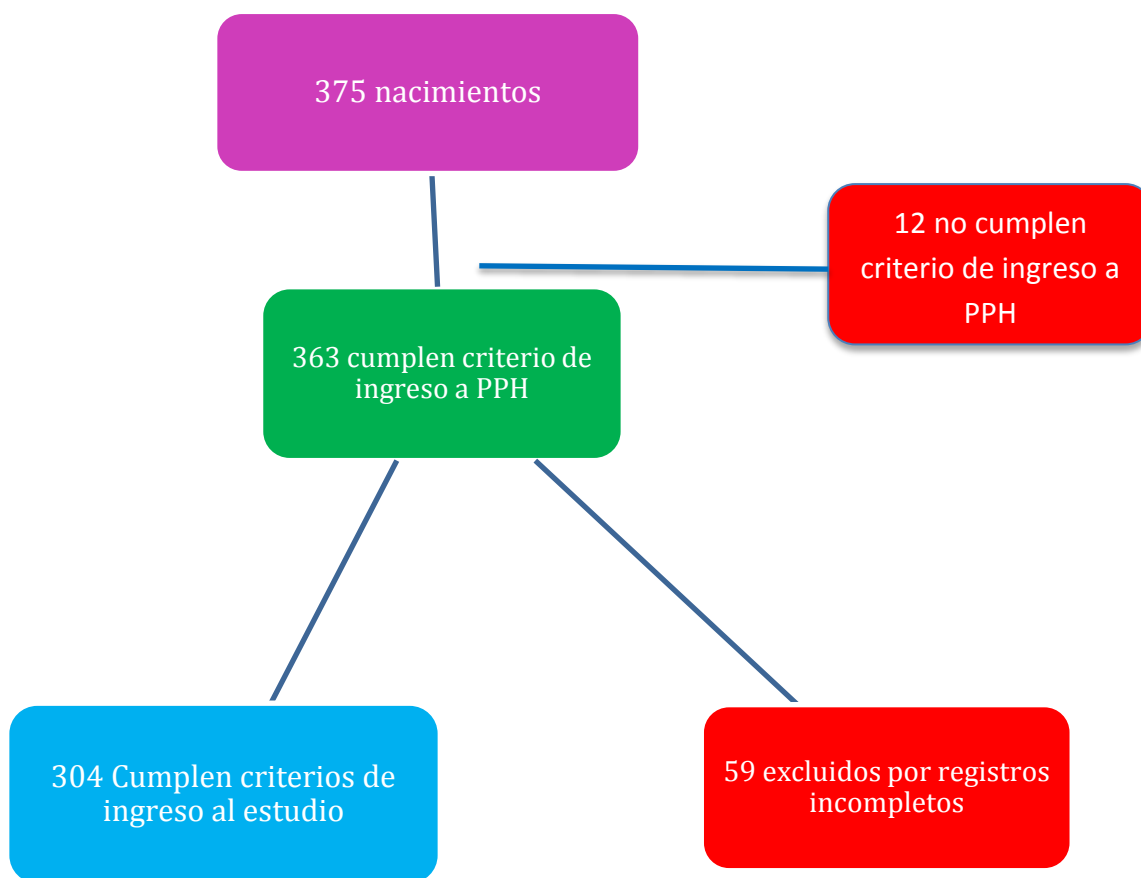 375 nacimientos
12 no cumplen
criterio de ingreso a
PPH
363 cumplen criterio de
ingreso a PPH
304 Cumplen criterios de
ingreso al estudio
59 excluidos por registros
incompletos